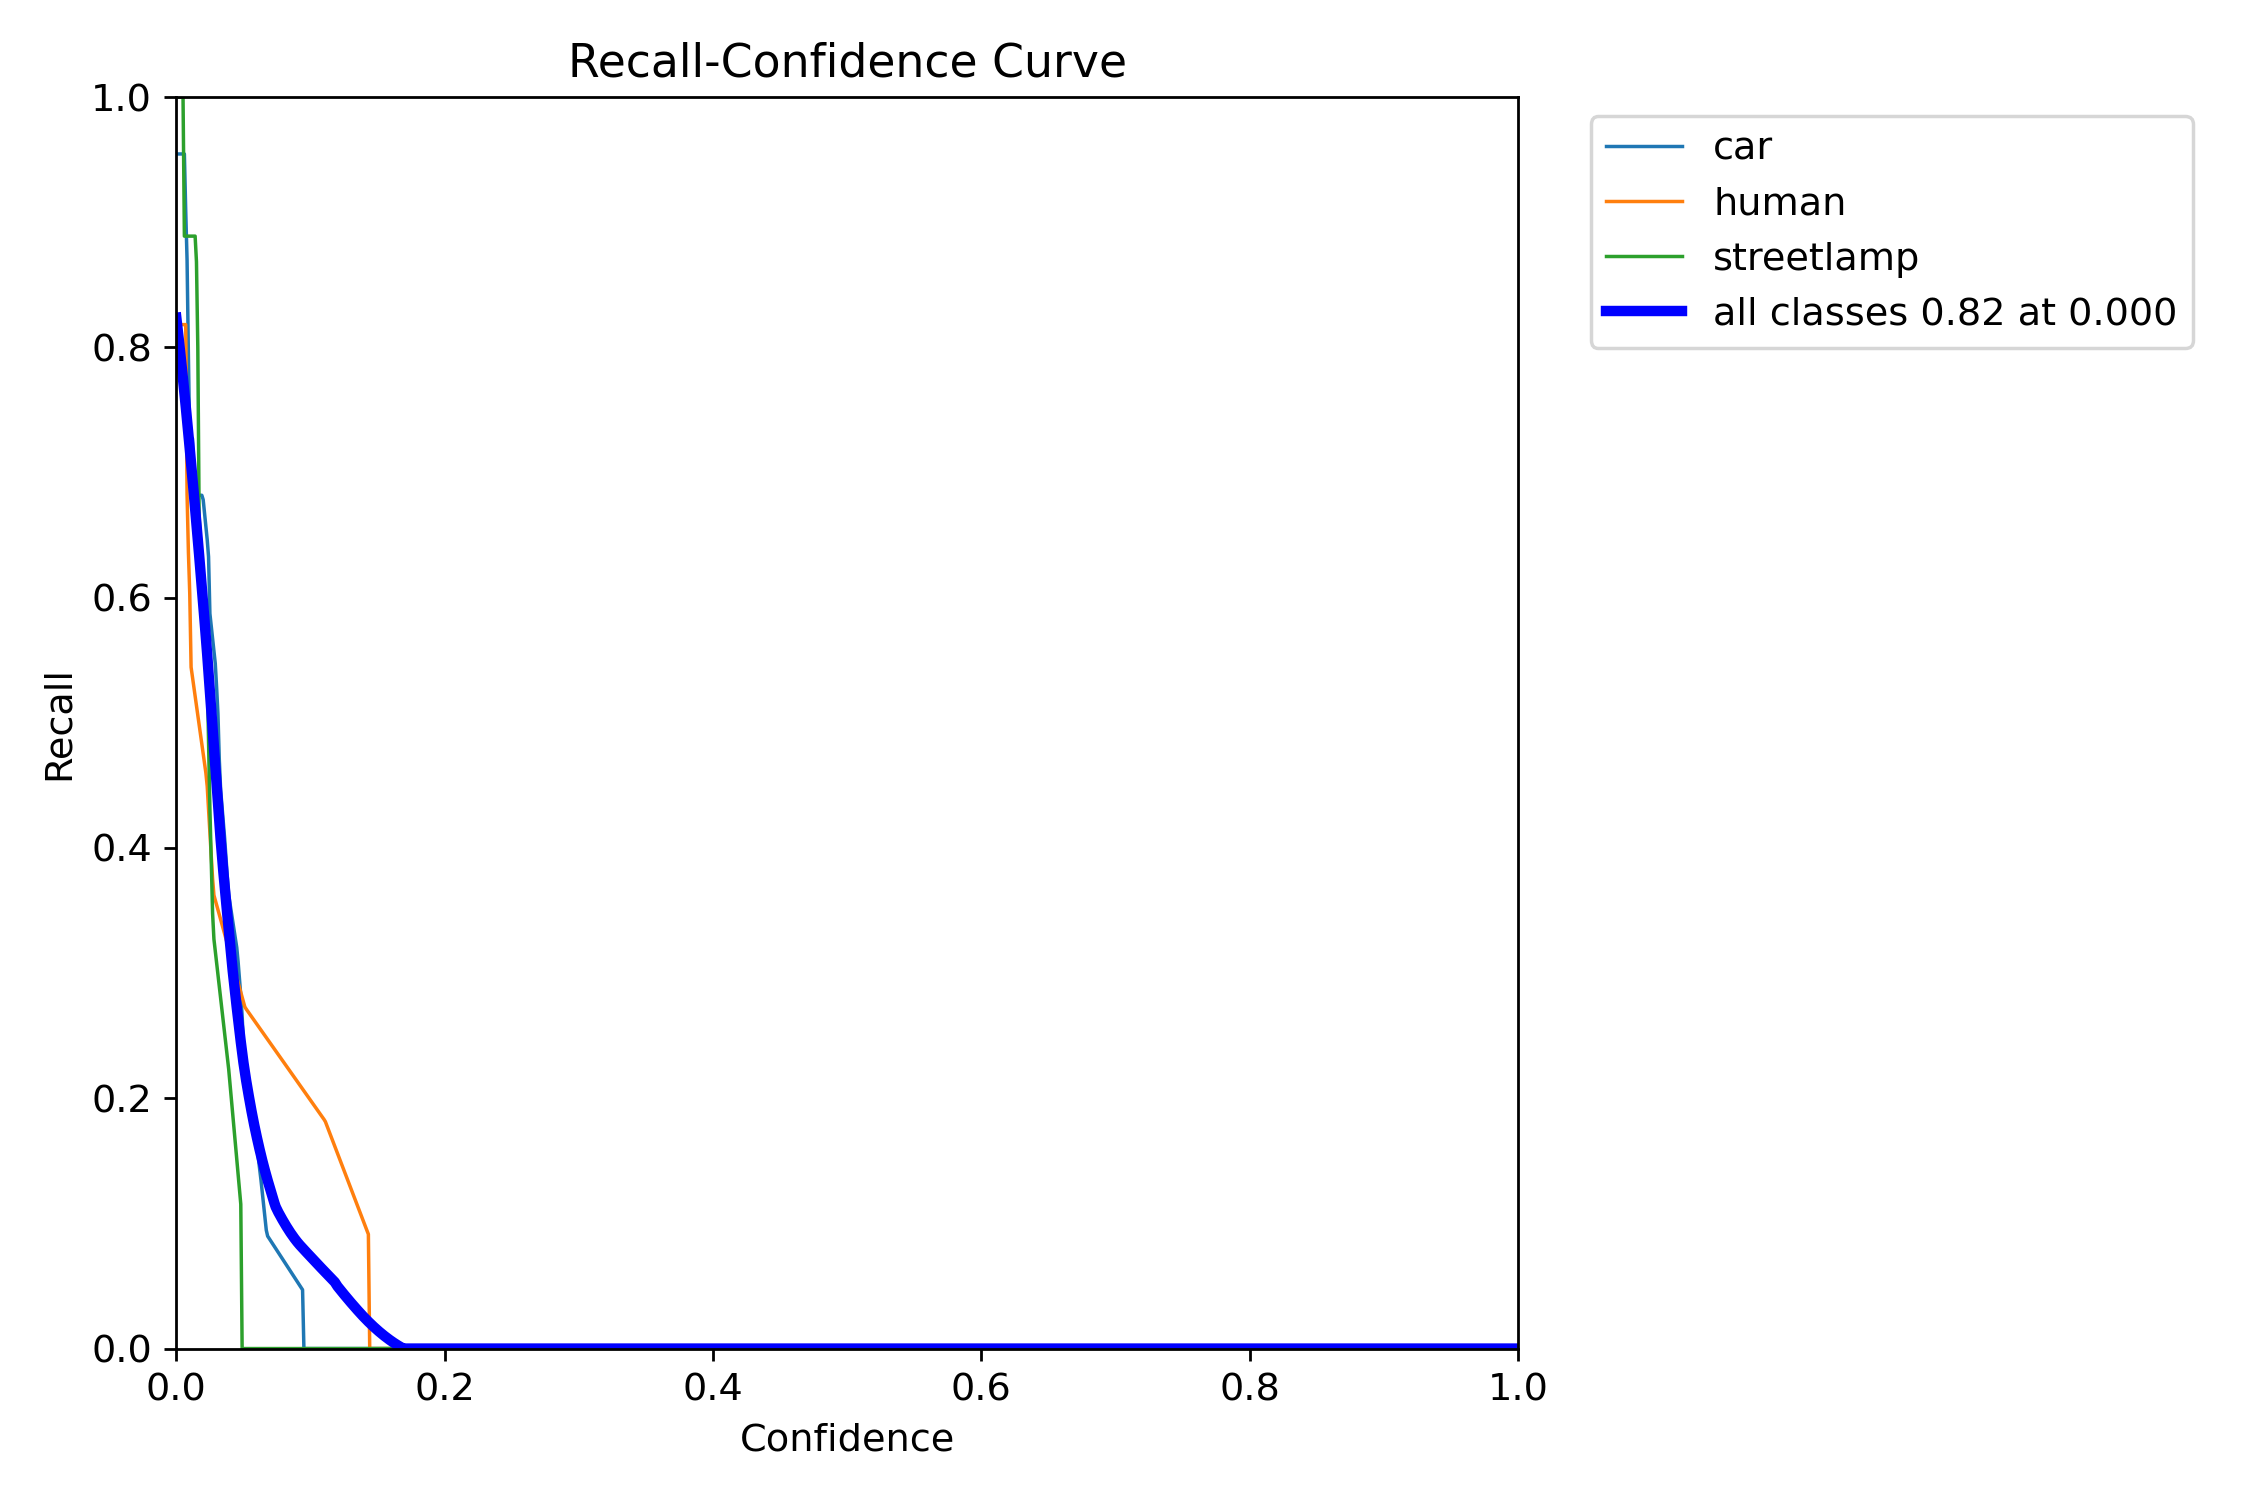 Recall-Confidence Curve
1.0
0.8
0.6
0.4
0.2
0.0
Recall
0.0 0.2 0.4 0.6 0.8 1.0
Confidence
car
human
streetlamp
all classes 0.82 at 0.000